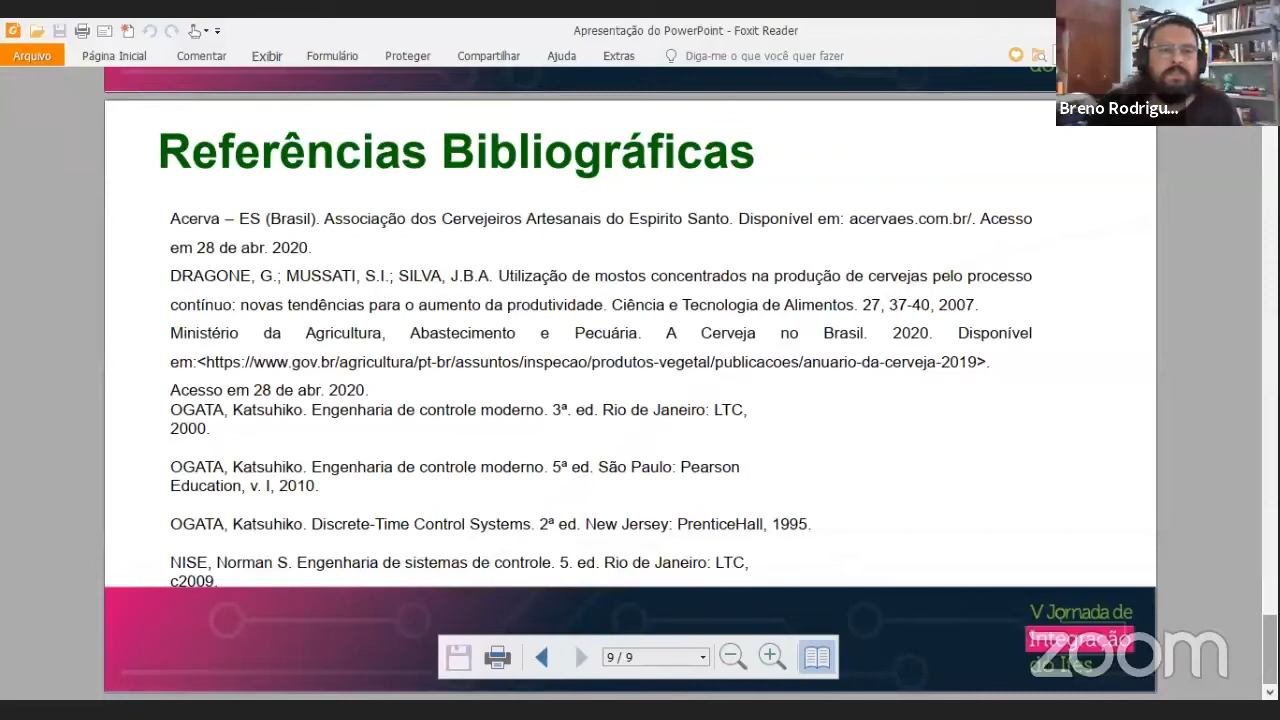 Apresentação do PowerPoint - Foxit Reader
Arquivo Página Inicial Comentar Exibir Formulário Proteger Compartilhar Ajuda Extras Diga-me o que você quer fazer
Breno Rodrigu...
Referências Bibliográficas
Acerva – ES (Brasil). Associação dos Cervejeiros Artesanais do Espirito Santo. Disponível em: acervaes.com.br/. Acesso
em 28 de abr. 2020.
DRAGONE, G.; MUSSATI, S.I.; SILVA, J.B.A. Utilização de mostos concentrados na produção de cervejas pelo processo
contínuo: novas tendências para o aumento da produtividade. Ciência e Tecnologia de Alimentos. 27, 37-40, 2007.
Ministério da Agricultura, Abastecimento e Pecuária. A Cerveja no Brasil. 2020. Disponível
em:<https://www.gov.br/agricultura/pt-br/assuntos/inspecao/produtos-vegetal/publicacoes/anuario-da-cerveja-2019>.
Acesso em 28 de abr. 2020.
OGATA, Katsuhiko. Engenharia de controle moderno. 3ª. ed. Rio de Janeiro: LTC,
2000.
OGATA, Katsuhiko. Engenharia de controle moderno. 5ª ed. São Paulo: Pearson
Education, v. I, 2010.
OGATA, Katsuhiko. Discrete-Time Control Systems. 2ª ed. New Jersey: PrenticeHall, 1995.
NISE, Norman S. Engenharia de sistemas de controle. 5. ed. Rio de Janeiro: LTC,
c2009.
V Jornada de
Integração
do Ifes
zoom
9 / 9